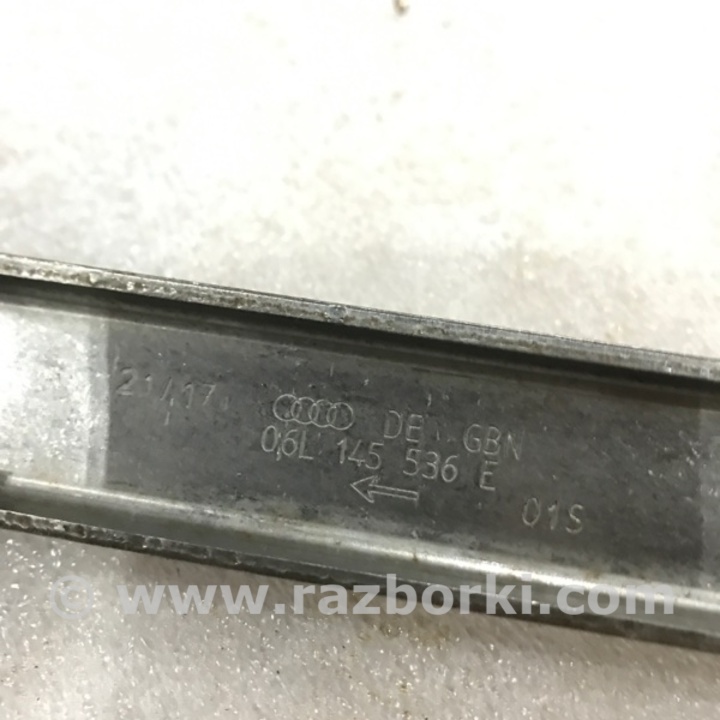 21/17
DE GBN
06L 145 536 E
01S
© www.razborki.com